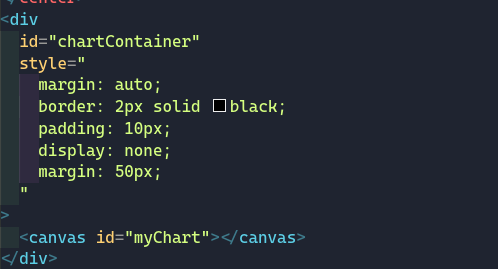 </center>
<div
id="chartContainer"
style="
margin: auto;
border: 2px solid black;
padding: 10px;
display: none;
margin: 50px;
"
>
<canvas id="myChart"></canvas>
</div>